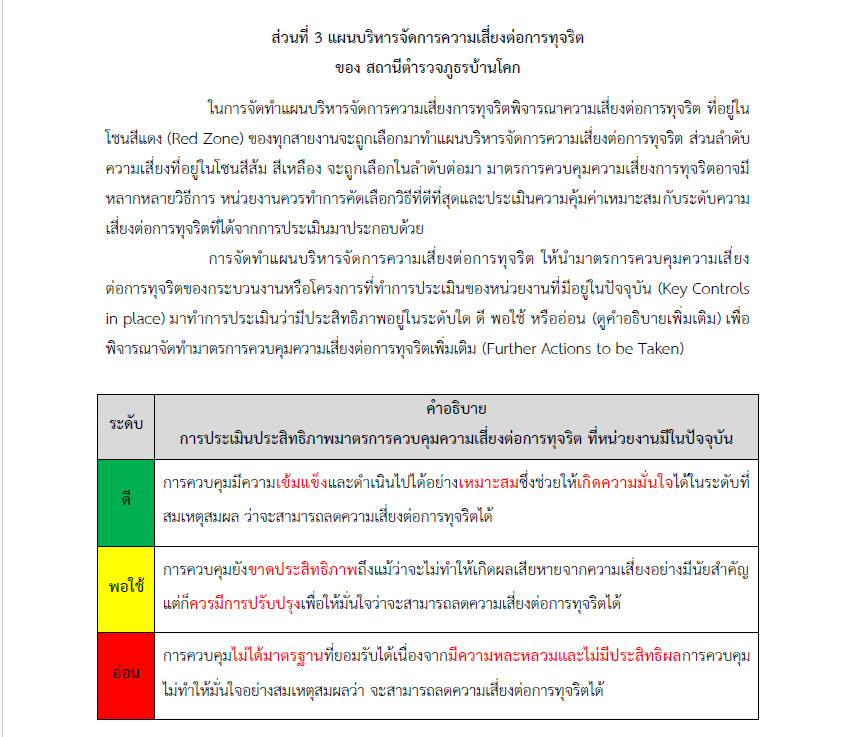 ส่วนที่ 3 แผนบริหารจัดการความเสี่ยงต่อการทุจริต
ของ สถานีตำรวจภูธรบ้านโคก
ในการจัดทำแผนบริหารจัดการความเสี่ยงการทุจริตพิจารณาความเสี่ยงต่อการทุจริต ที่อยู่ใน
โซนสีแดง (Red Zone) ของทุกสายงานจะถูกเลือกมาทำแผนบริหารจัดการความเสี่ยงต่อการทุจริต ส่วนลำดับ
ความเสี่ยงที่อยู่ในโซนสีส้ม สีเหลือง จะถูกเลือกในลำดับต่อมา มาตรการควบคุมความเสี่ยงการทุจริตอาจมี
หลากหลายวิธีการ หน่วยงานควรทำการคัดเลือกวิธีที่ดีที่สุดและประเมินความคุ้มค่าเหมาะสมกับระดับความ
เสี่ยงต่อการทุจริตที่ได้จากการประเมินมาประกอบด้วย
การจัดทำแผนบริหารจัดการความเสี่ยงต่อการทุจริต ให้นำมาตรการควบคุมความเสี่ยง
ต่อการทุจริตของกระบวนงานหรือโครงการที่ทำการประเมินของหน่วยงานที่มีอยู่ในปัจจุบัน (Key Controls
in place) มาทำการประเมินว่ามีประสิทธิภาพอยู่ในระดับใด ดี พอใช้ หรืออ่อน (ดูคำอธิบายเพิ่มเติม) เพื่อ
พิจารณาจัดทำมาตรการควบคุมความเสี่ยงต่อการทุจริตเพิ่มเติม (Further Actions to be Taken)
ระดับ
คำอธิบาย
การประเมินประสิทธิภาพมาตรการควบคุมความเสี่ยงต่อการทุจริต ที่หน่วยงานมีในปัจจุบัน
ดี
การควบคุมมีความเข้มแข็งและดำเนินไปได้อย่างเหมาะสมซึ่งช่วยให้เกิดความมั่นใจได้ในระดับที่
สมเหตุสมผล ว่าจะสามารถลดความเสี่ยงต่อการทุจริตได้
พอใช้
การควบคุมยังขาดประสิทธิภาพถึงแม้ว่าจะไม่ทำให้เกิดผลเสียหายจากความเสี่ยงอย่างมีนัยสำคัญ
แต่ก็ควรมีการปรับปรุงเพื่อให้มั่นใจว่าจะสามารถลดความเสี่ยงต่อการทุจริตได้
อ่อน
การควบคุมไม่ได้มาตรฐานที่ยอมรับได้เนื่องจากมีความหละหลวมและไม่มีประสิทธิผลการควบคุม
ไม่ทำให้มั่นใจอย่างสมเหตุสมผลว่า จะสามารถลดความเสี่ยงต่อการทุจริตได้